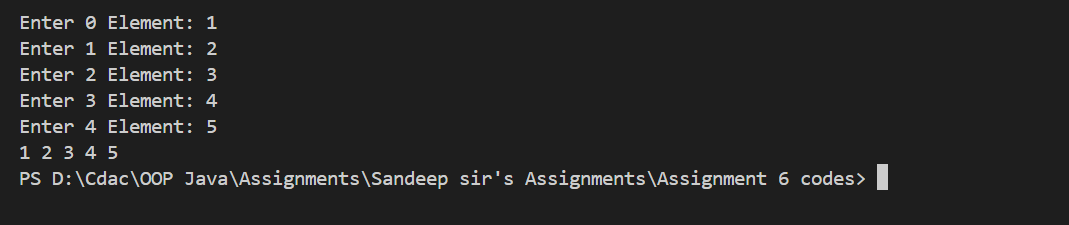 Enter 0 Element: 1
Enter 1 Element: 2
Enter 2 Element: 3
Enter 3 Element: 4
Enter 4 Element: 5
1 2 3 4 5
PS D:\Cdac\OOP Java\Assignments\Sandeep sir's Assignments\Assignment 6 codes>